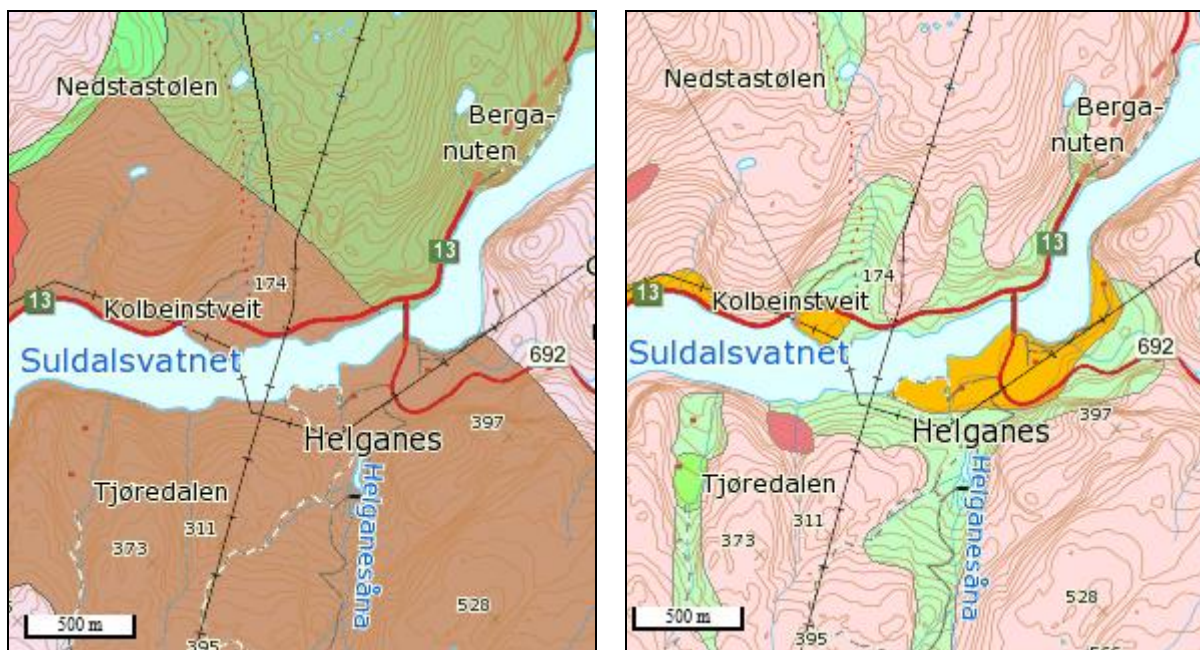 Nedstastølen
Berga-
nuten
13
174
13
Kolbeinstveit
Suldalsvatnet
692
397
Helganes
Tjøredalen
311
Helganesåna
373
528
500 m
395
Nedstastølen
Berga-
nuten
13
174
13
Kolbeinstveit
Suldalsvatnet
692
397
Helganes
Tjøredalen
311
Helganesåna
373
528
500 m
395